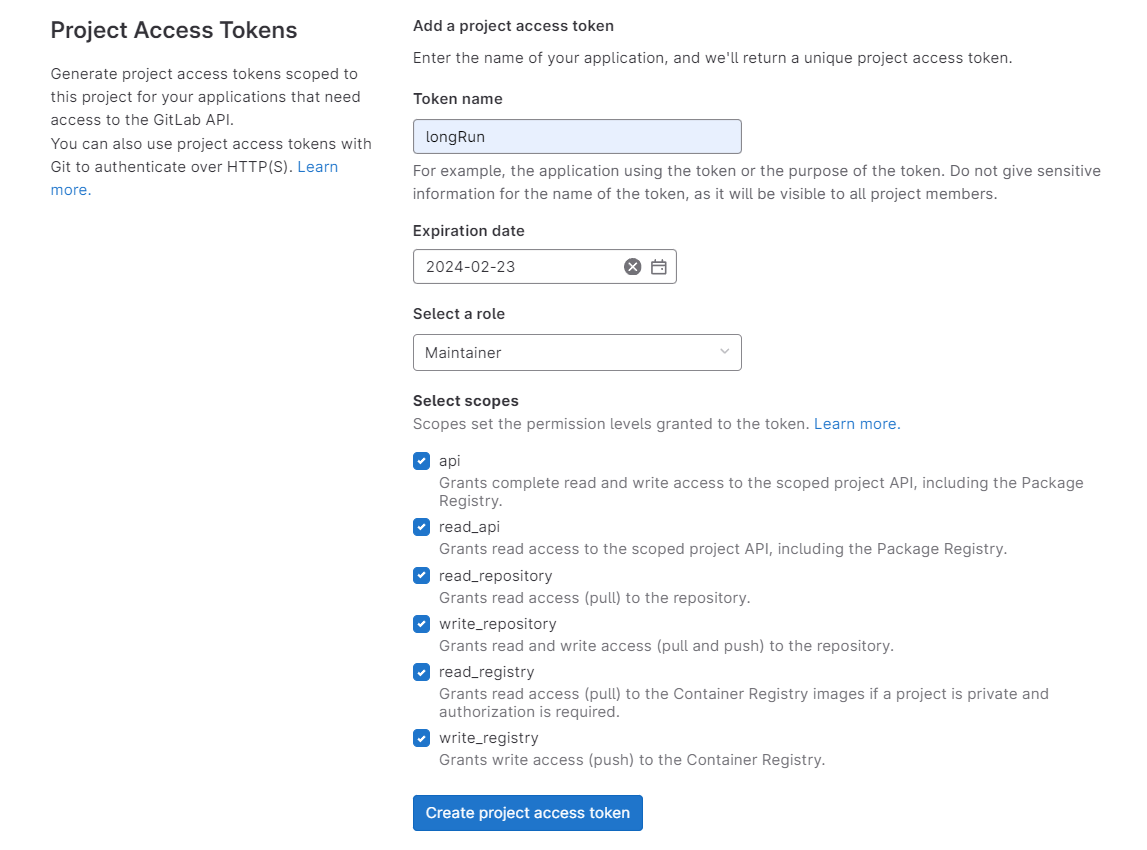 Project Access Tokens
Generate project access tokens scoped to
this project for your applications that need
access to the GitLab API.
You can also use project access tokens with
Git to authenticate over HTTP(S). Learn
more.
Add a project access token
Enter the name of your application, and we'll return a unique project access token.
Token name
longRun
For example, the application using the token or the purpose of the token. Do not give sensitive
information for the name of the token, as it will be visible to all project members.
Expiration date
2024-02-23
Select a role
Maintainer
Select scopes
Scopes set the permission levels granted to the token. Learn more.
api
Grants complete read and write access to the scoped project API, including the Package
Registry.
read_api
Grants read access to the scoped project API, including the Package Registry.
read_repository
Grants read access (pull) to the repository.
write_repository
Grants read and write access (pull and push) to the repository.
read_registry
Grants read access (pull) to the Container Registry images if a project is private and
authorization is required.
write_registry
Grants write access (push) to the Container Registry.
Create project access token